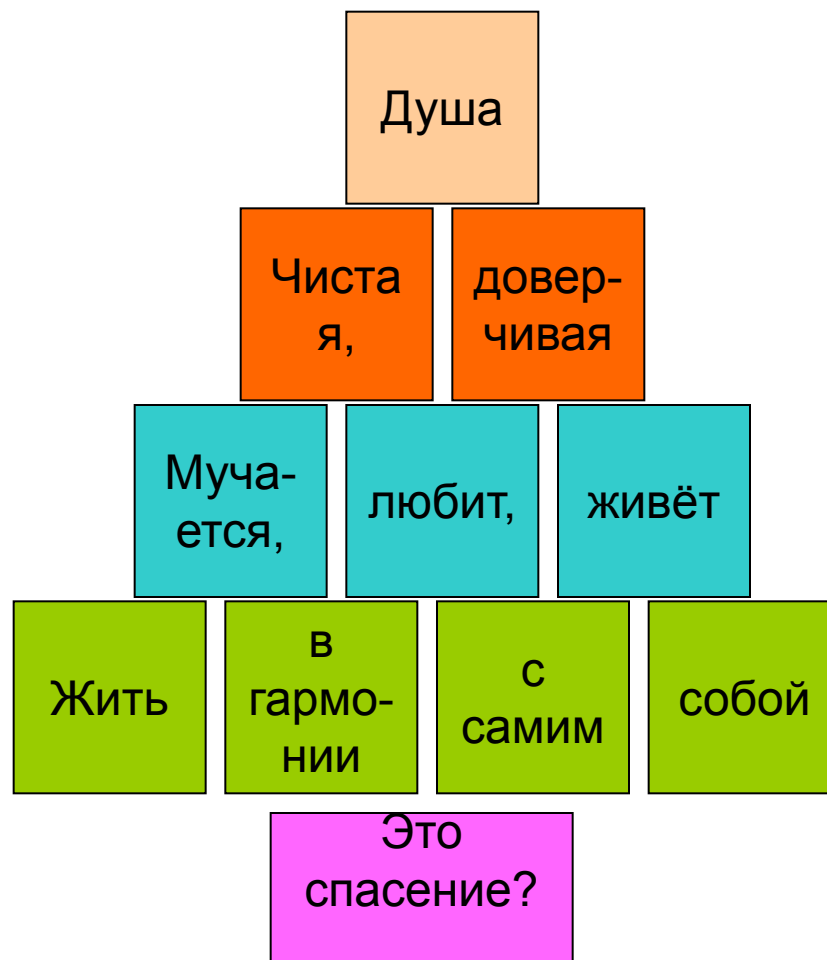 Душа
Чиста
я,
довер-
чивая
Муча-
ется,
любит,
живёт
Жить
в
гармо-
нии
с
самим
собой
Это
спасение?